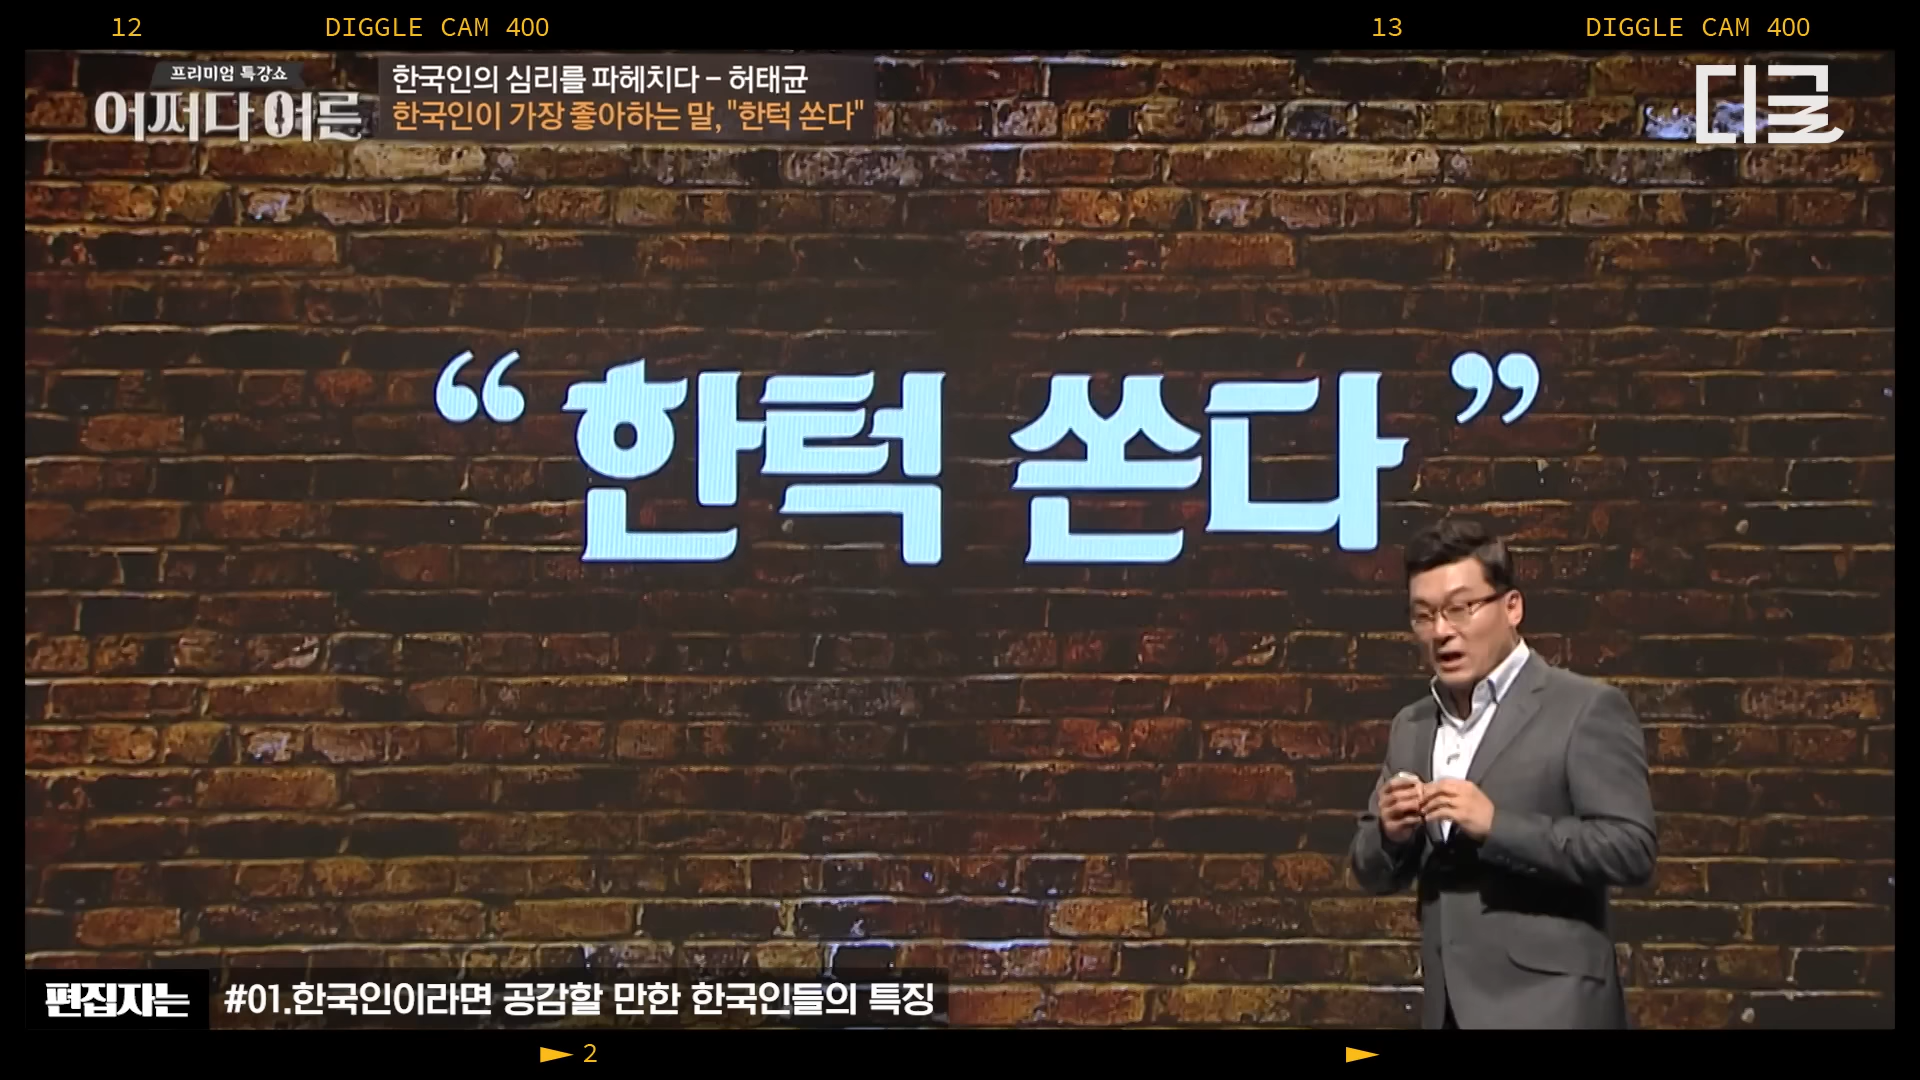 12
DIGGLE CAM 400
13
DIGGLE CAM 400
프리미엄 특강쇼
어쩌다 어른
한국인의 심리를 파헤치다 – 허태균
한국인이 가장 좋아하는 말, "한턱 쏜다"
디글
“한턱 쏜다”
편집자는
#01.한국인이라면 공감할 만한 한국인들의 특징
2